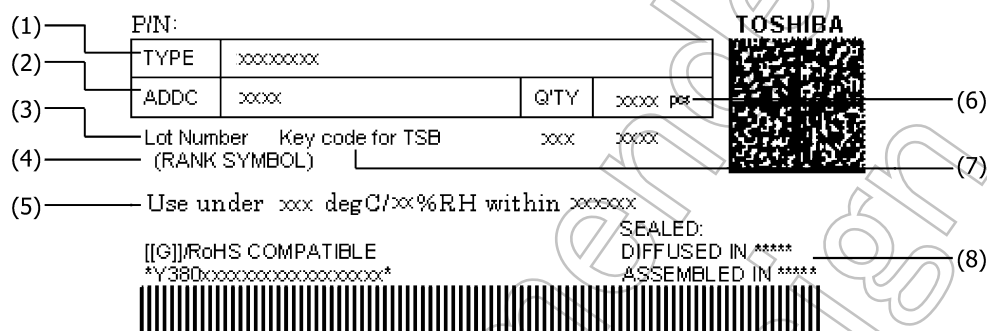 (1) P/N: TOSHIBA
TYPE xxxxxxxx
(2)
ADDC xxxx Q'TY xxxx pcs (6)
(3)
Lot Number Key code for TSB xxx xxxx
(4) (RANK SYMBOL) (7)
(5) Use under xxx degC/xx%RH within xxxxxx
SEALED:
[[G]]/RoHS COMPATIBLE DIFFUSED IN *****
(8)
*Y380xxxxxxxxxxxxxxxxx* ASSEMBLED IN *****